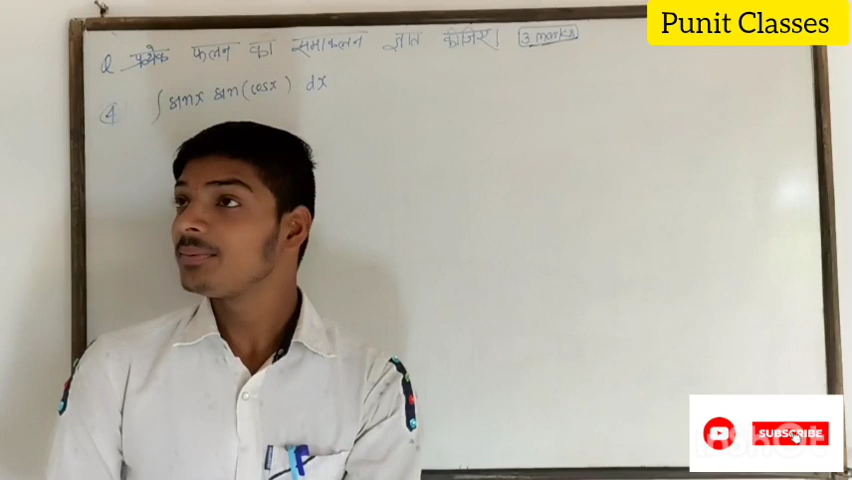 Punit Classes
Q प्रत्येक फलन का समाकलन ज्ञात कीजिए। 3 marks
④ ∫ sinx sin(cosx) dx
SUBSCRIBE